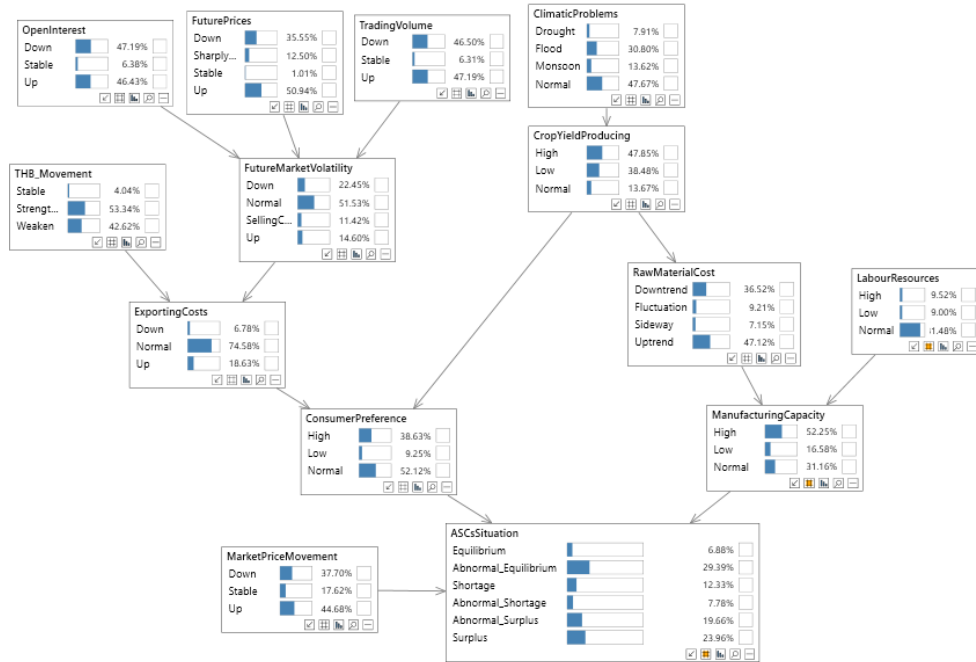 OpenInterest
Down 47.19%
Stable 6.38%
Up 46.43%
FuturePrices
Down 35.55%
Sharply... 12.50%
Stable 1.01%
Up 50.94%
TradingVolume
Down 46.50%
Stable 6.31%
Up 47.19%
ClimaticProblems
Drought 7.91%
Flood 30.80%
Monsoon 13.62%
Normal 47.67%
THB_Movement
Stable 4.04%
Strengt... 53.34%
Weaken 42.62%
FutureMarketVolatility
Down 22.45%
Normal 51.53%
SellingC... 11.42%
Up 14.60%
CropYieldProducing
High 47.85%
Low 38.48%
Normal 13.67%
ExportingCosts
Down 6.78%
Normal 74.58%
Up 18.63%
RawMaterialCost
Downtrend 36.52%
Fluctuation 9.21%
Sideway 7.15%
Uptrend 47.12%
LabourResources
High 9.52%
Low 9.00%
Normal 1.48%
ConsumerPreference
High 38.63%
Low 9.25%
Normal 52.12%
ManufacturingCapacity
High 52.25%
Low 16.58%
Normal 31.16%
MarketPriceMovement
Down 37.70%
Stable 17.62%
Up 44.68%
ASCsSituation
Equilibrium 6.88%
Abnormal_Equilibrium 29.39%
Shortage 12.33%
Abnormal_Shortage 7.78%
Abnormal_Surplus 19.66%
Surplus 23.96%